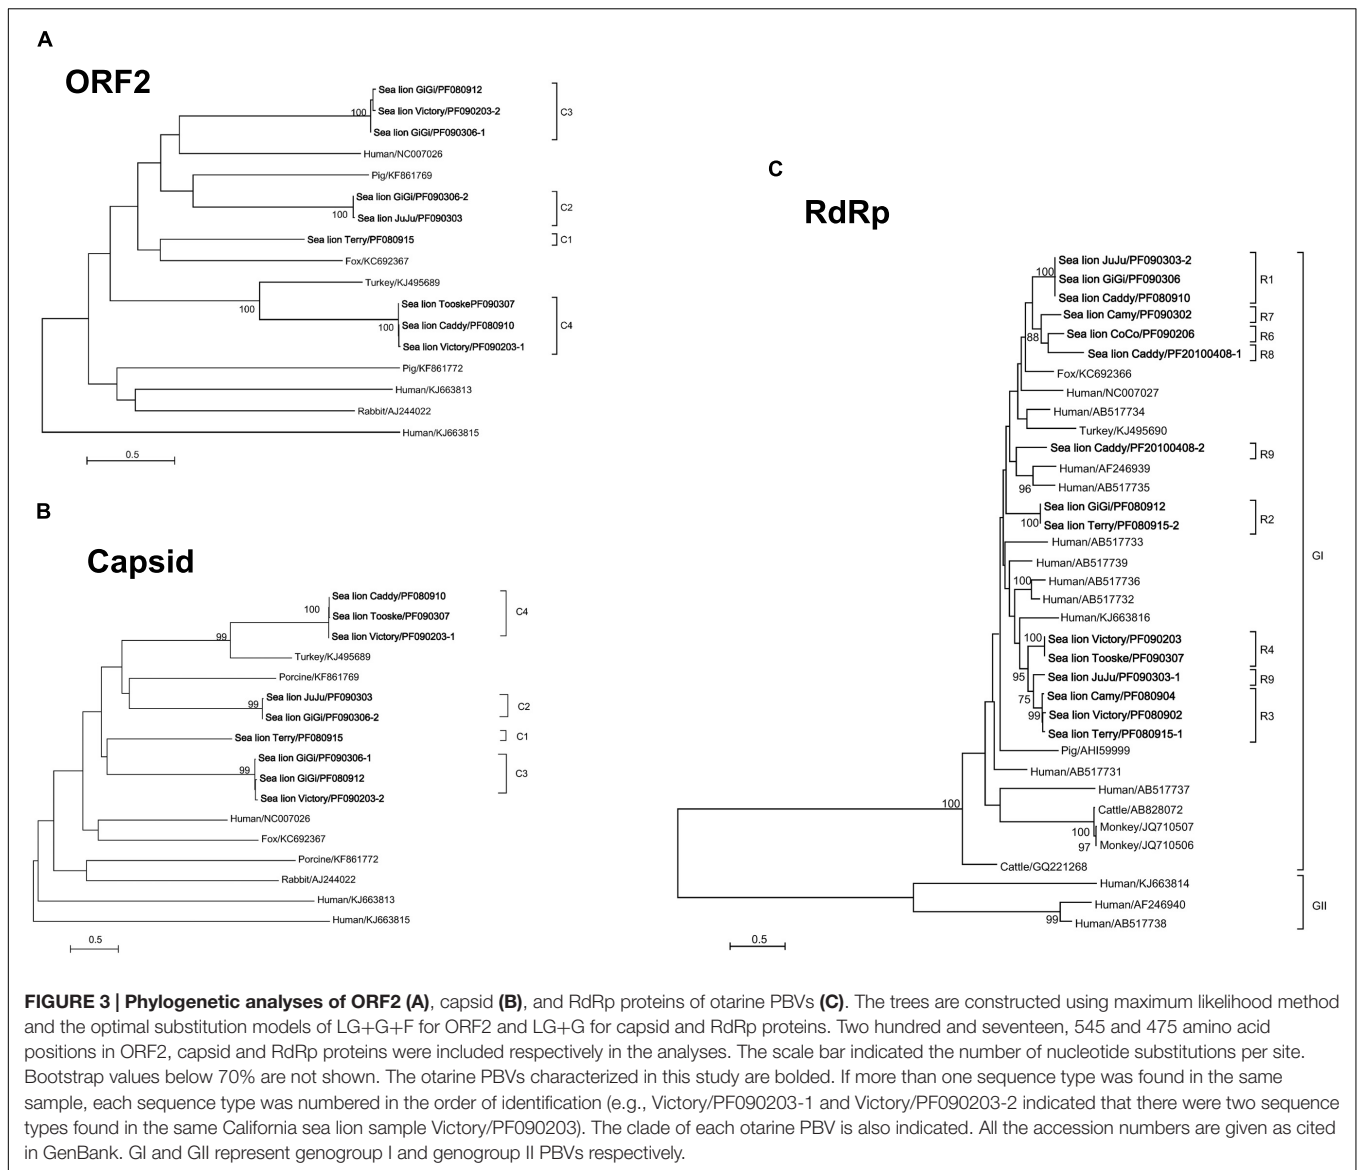 A
ORF2
Sea lion GiGi/PF080912
100
Sea lion Victory/PF090203-2
C3
Sea lion GiGi/PF090306-1
Human/NC007026
Pig/KF861769
Sea lion GiGi/PF090306-2
100
Sea lion JuJu/PF090303
C2
Sea lion Terry/PF080915
C1
Fox/KC692367
Turkey/KJ495689
100
Sea lion TooskePF090307
100
Sea lion Caddy/PF080910
C4
Sea lion Victory/PF090203-1
Pig/KF861772
Human/KJ663813
Rabbit/AJ244022
Human/KJ663815
0.5
B
Capsid
Sea lion Caddy/PF080910
100
Sea lion Tooske/PF090307
C4
Sea lion Victory/PF090203-1
99
Turkey/KJ495689
Porcine/KF861769
Sea lion JuJu/PF090303
99
C2
Sea lion GiGi/PF090306-2
Sea lion Terry/PF080915
C1
Sea lion GiGi/PF090306-1
99
Sea lion GiGi/PF080912
C3
Sea lion Victory/PF090203-2
Human/NC007026
Fox/KC692367
Porcine/KF861772
Rabbit/AJ244022
Human/KJ663813
Human/KJ663815
0.5
C
RdRp
Sea lion JuJu/PF090303-2
100
Sea lion GiGi/PF090306
R1
Sea lion Caddy/PF080910
Sea lion Camy/PF090302
R7
88
Sea lion CoCo/PF090206
R6
Sea lion Caddy/PF20100408-1
R8
Fox/KC692366
Human/NC007027
Human/AB517734
Turkey/KJ495690
Sea lion Caddy/PF20100408-2
R9
Human/AF246939
96
Human/AB517735
Sea lion GiGi/PF080912
100
Sea lion Terry/PF080915-2
R2
Human/AB517733
GI
Human/AB517739
100
Human/AB517736
Human/AB517732
Human/KJ663816
100
Sea lion Victory/PF090203
R4
Sea lion Tooske/PF090307
95
Sea lion JuJu/PF090303-1
R9
75
Sea lion Camy/PF080904
99
Sea lion Victory/PF080902
R3
Sea lion Terry/PF080915-1
Pig/AHI59999
Human/AB517731
Human/AB517737
100
Cattle/AB828072
100
Monkey/JQ710507
97
Monkey/JQ710506
Cattle/GQ221268
Human/KJ663814
Human/AF246940
GII
99
Human/AB517738
0.5
FIGURE 3 | Phylogenetic analyses of ORF2 (A), capsid (B), and RdRp proteins of otarine PBVs (C). The trees are constructed using maximum likelihood method
and the optimal substitution models of LG+G+F for ORF2 and LG+G for capsid and RdRp proteins. Two hundred and seventeen, 545 and 475 amino acid
positions in ORF2, capsid and RdRp proteins were included respectively in the analyses. The scale bar indicated the number of nucleotide substitutions per site.
Bootstrap values below 70% are not shown. The otarine PBVs characterized in this study are bolded. If more than one sequence type was found in the same
sample, each sequence type was numbered in the order of identification (e.g., Victory/PF090203-1 and Victory/PF090203-2 indicated that there were two sequence
types found in the same California sea lion sample Victory/PF090203). The clade of each otarine PBV is also indicated. All the accession numbers are given as cited
in GenBank. GI and GII represent genogroup I and genogroup II PBVs respectively.